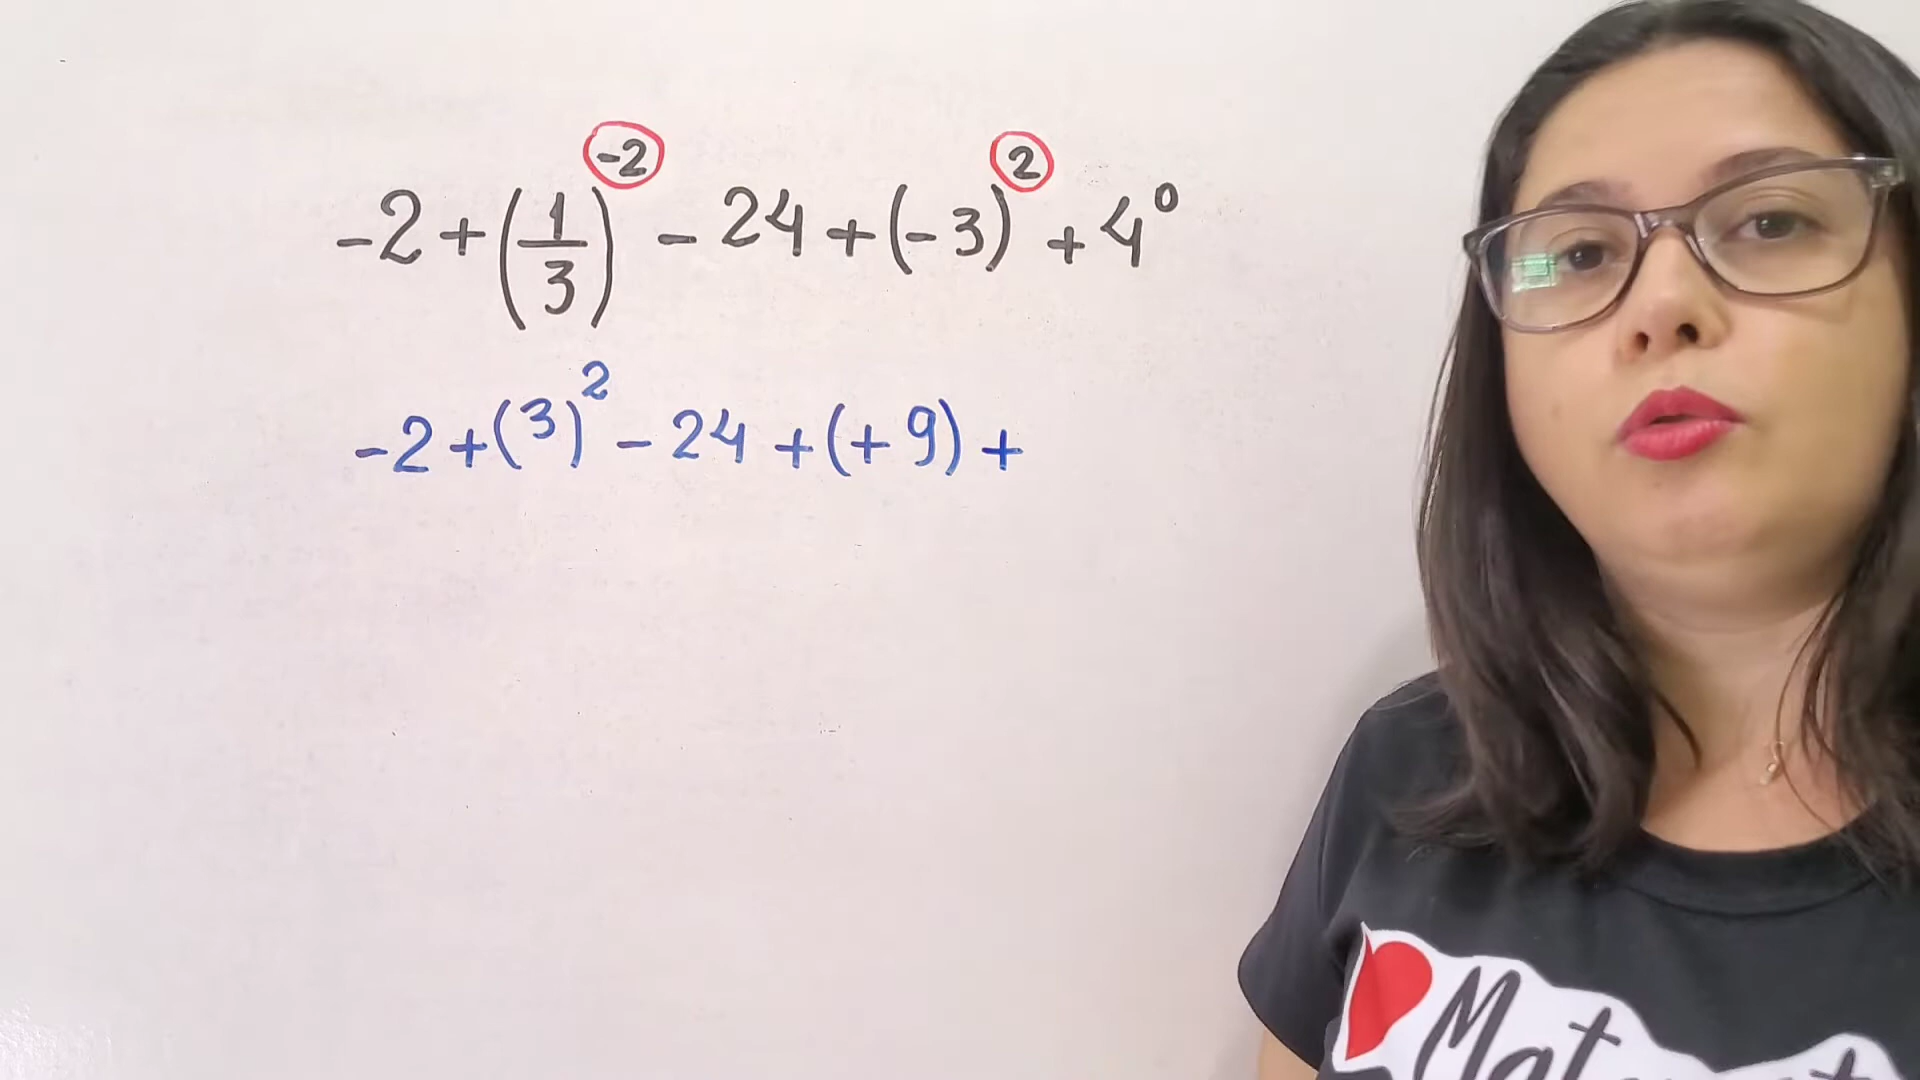 -2 + (1/3)^-2 - 24 + (-3)^2 + 4^0
-2 + (3)^2 - 24 + (+9) +